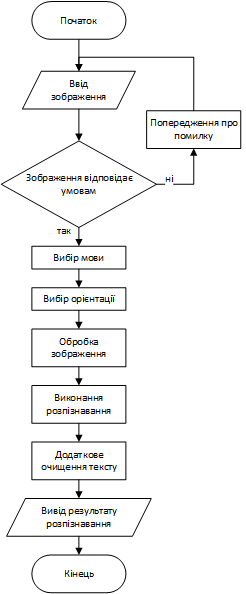 Початок
Ввід
зображення
Попередження про
помилку
Зображення відповідає
умовам
ні
так
Вибір мови
Вибір орієнтації
Обробка
зображення
Виконання
розпізнавання
Додаткове
очищення тексту
Вивід результату
розпізнавання
Кінець